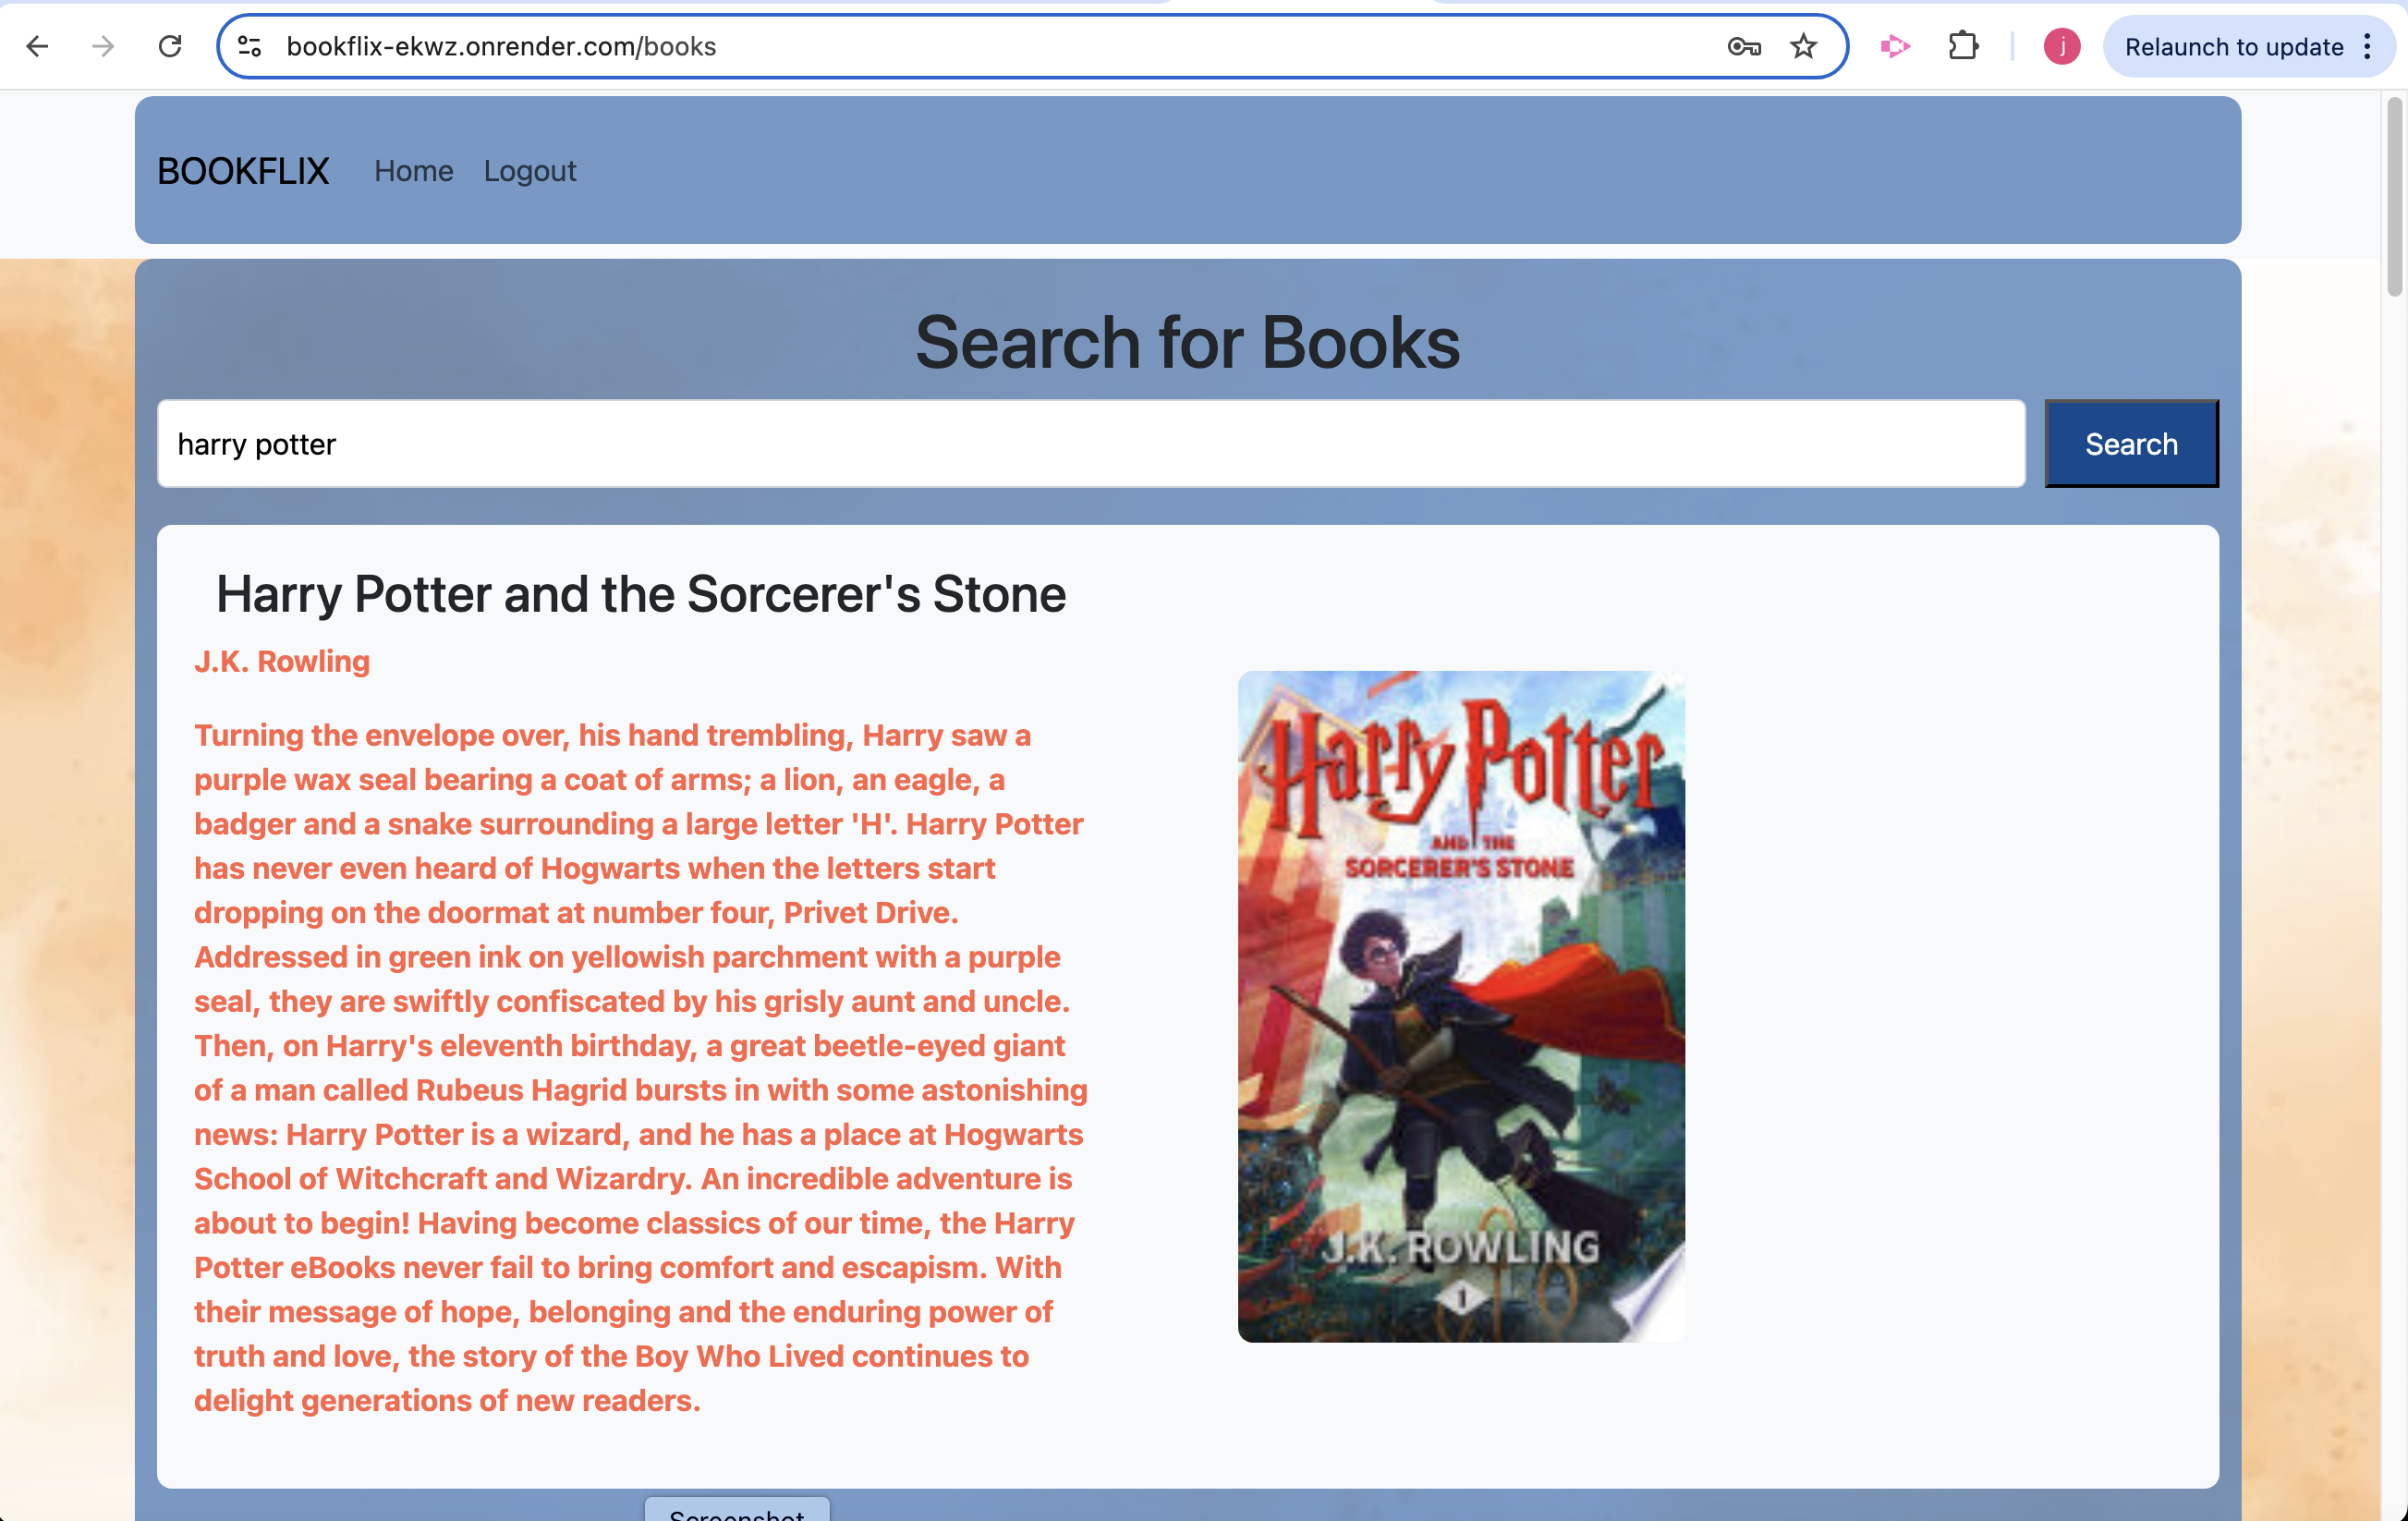 bookflix-ekwz.onrender.com/books
j
Relaunch to update
BOOKFLIX
Home
Logout
Search for Books
harry potter
Search
Harry Potter and the Sorcerer's Stone
J.K. Rowling
Turning the envelope over, his hand trembling, Harry saw a
purple wax seal bearing a coat of arms; a lion, an eagle, a
badger and a snake surrounding a large letter 'H'. Harry Potter
has never even heard of Hogwarts when the letters start
dropping on the doormat at number four, Privet Drive.
Addressed in green ink on yellowish parchment with a purple
seal, they are swiftly confiscated by his grisly aunt and uncle.
Then, on Harry's eleventh birthday, a great beetle-eyed giant
of a man called Rubeus Hagrid bursts in with some astonishing
news: Harry Potter is a wizard, and he has a place at Hogwarts
School of Witchcraft and Wizardry. An incredible adventure is
about to begin! Having become classics of our time, the Harry
Potter eBooks never fail to bring comfort and escapism. With
their message of hope, belonging and the enduring power of
truth and love, the story of the Boy Who Lived continues to
delight generations of new readers.
Harry Potter
AND THE
SORCERER'S STONE
J.K. ROWLING
1
Screenshot